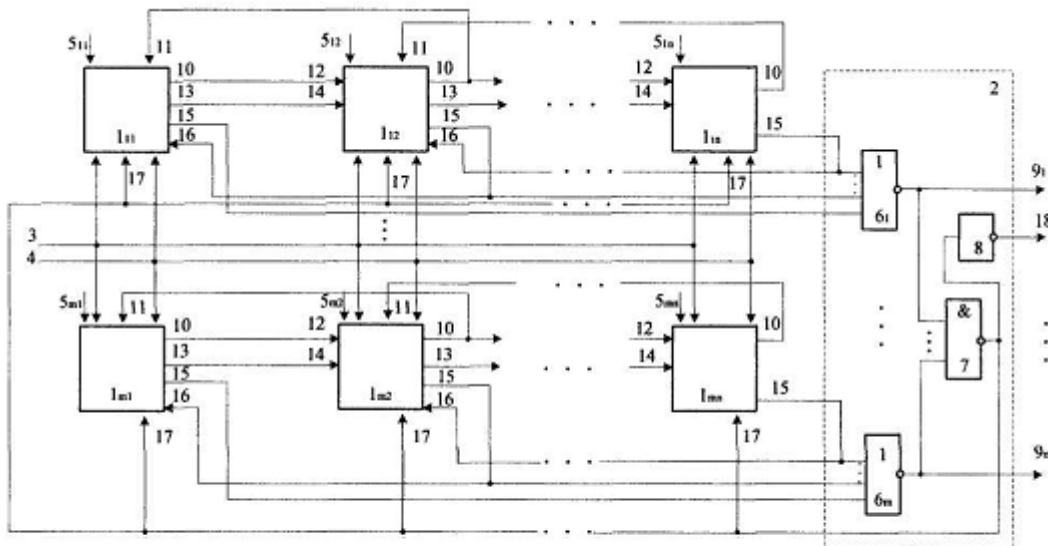 5₁₁ 11 5₁₂ 11 5₁ₙ
10 12 10 12 10 2
13 14 13 14
15 15 15
16 16
1₁₁ 1₁₂ 1₁ₙ 1
17 17 17 9₁
6₁
18
8
3
4
5ₘ₁ 11 5ₘ₂ 11 5ₘₙ
10 12 10 12 10 &
13 14 13 14 7
15 15 15
16 16
1ₘ₁ 1ₘ₂ 1ₘₙ
17 17 17 1
9ₘ
6ₘ